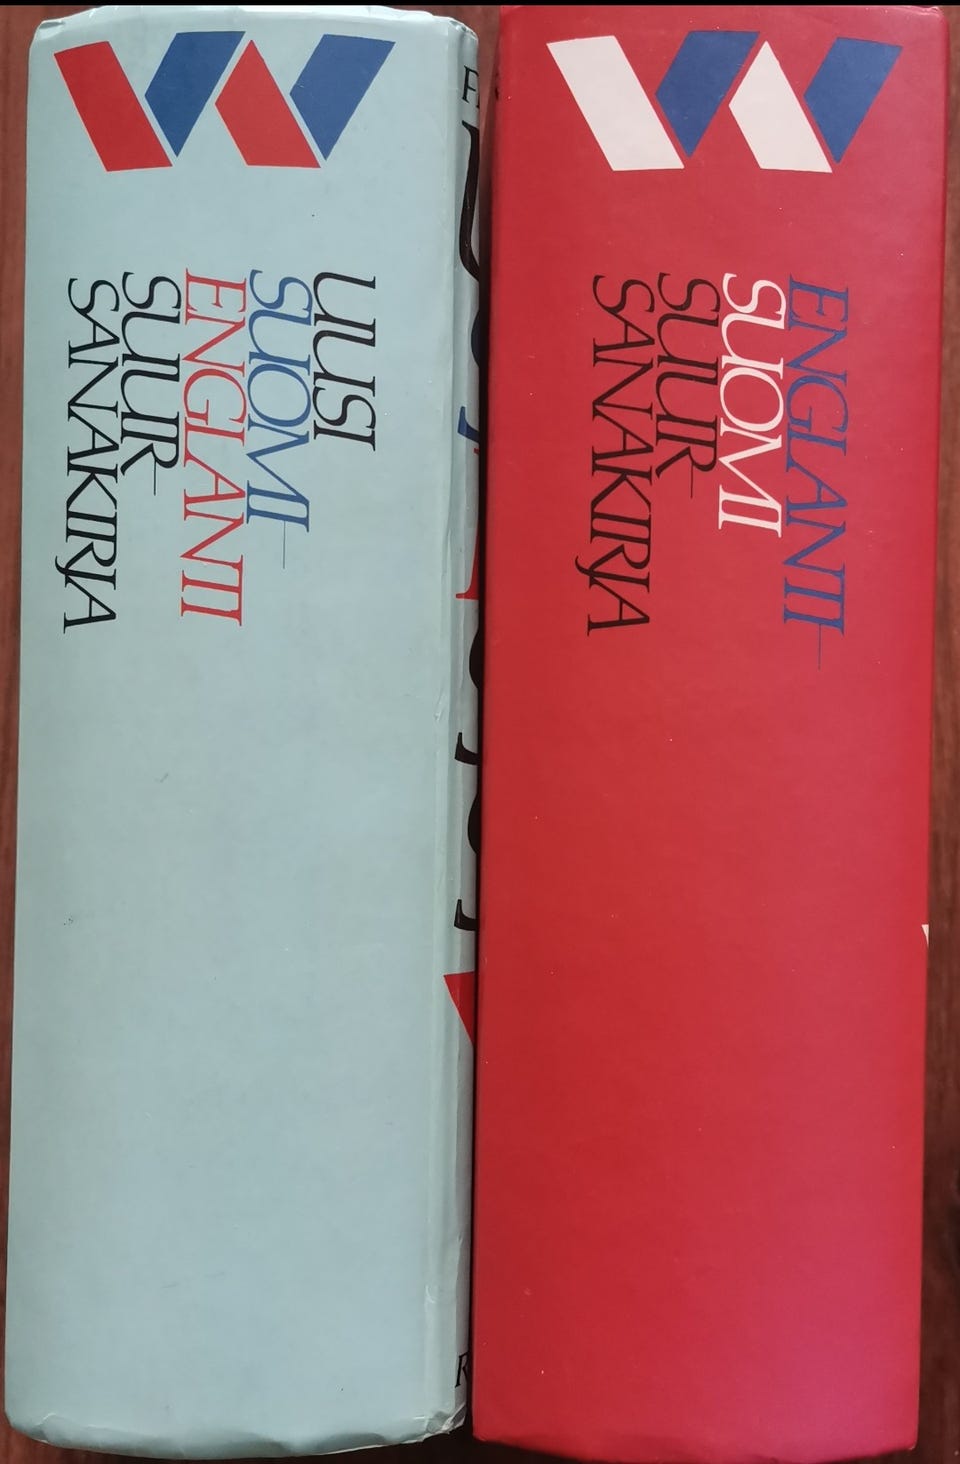 UUSI
SUOMI-
ENGLANTI
SUUR-
SANAKIRJA
ENGLANTI-
SUOMI
SUUR-
SANAKIRJA